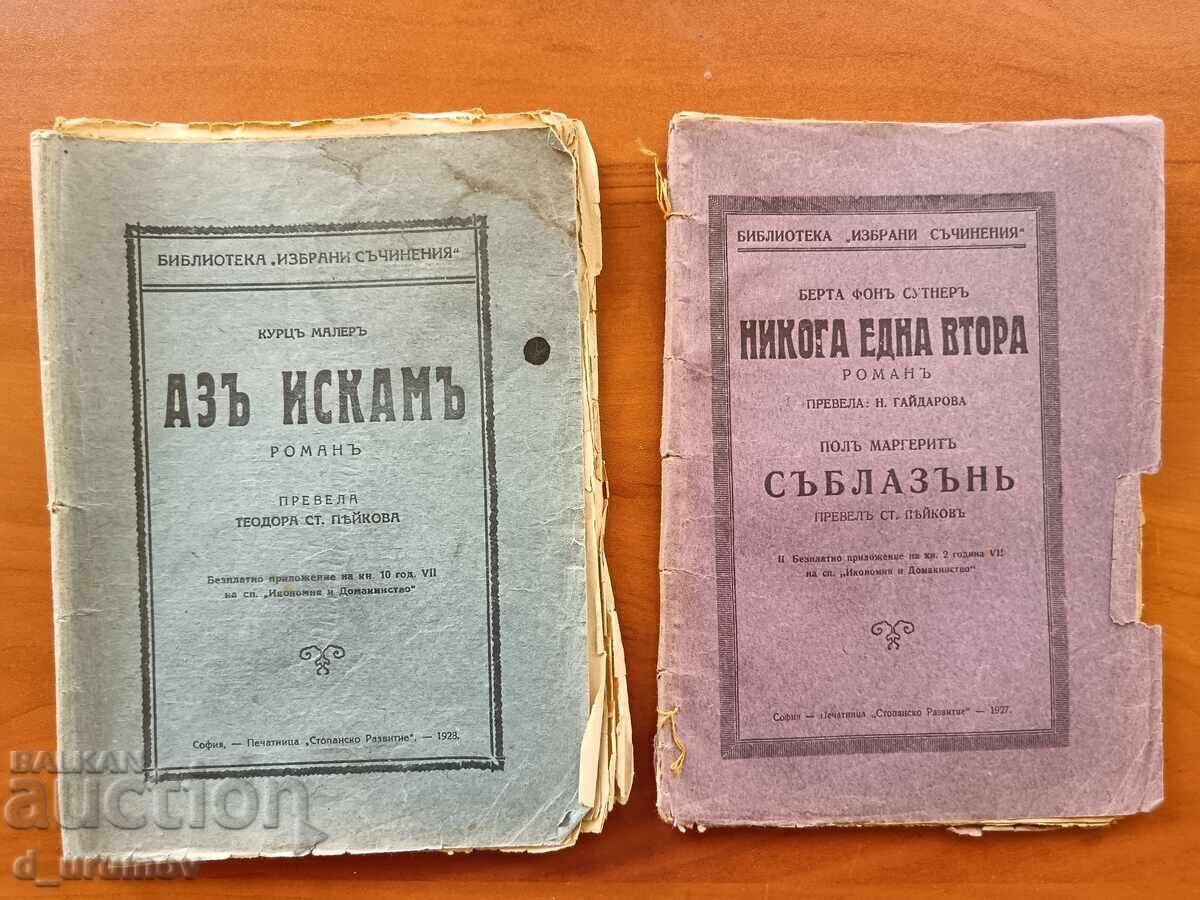 БИБЛИОТЕКА „ИЗБРАНИ СЪЧИНЕНИЯ“
КУРЦЪ МАЛЕРЪ
АЗЪ ИСКАМЪ
РОМАНЪ
ПРЕВЕЛА
ТЕОДОРА СТ. ПѢЙКОВА
Безплатно приложение на кн. 10 год. VII
на сп. „Икономия и Домакинство“
София, — Печатница „Стопанско Развитие“, — 1928.
БИБЛИОТЕКА „ИЗБРАНИ СЪЧИНЕНИЯ“
БЕРТА ФОНЪ СУТНЕРЪ
НИКОГА ЕДНА ВТОРА
РОМАНЪ
ПРЕВЕЛА: Н. ГАЙДАРОВА
ПОЛЪ МАРГЕРИТЪ
СЪБЛАЗЪНЬ
ПРЕВЕЛЪ СТ. ПѢЙКОВЪ
II Безплатно приложение на кн. 2 година VII
на сп. „Икономия и Домакинство“
София — Печатница „Стопанско Развитие“ — 1927.
BALKAN
auction
d_urumov